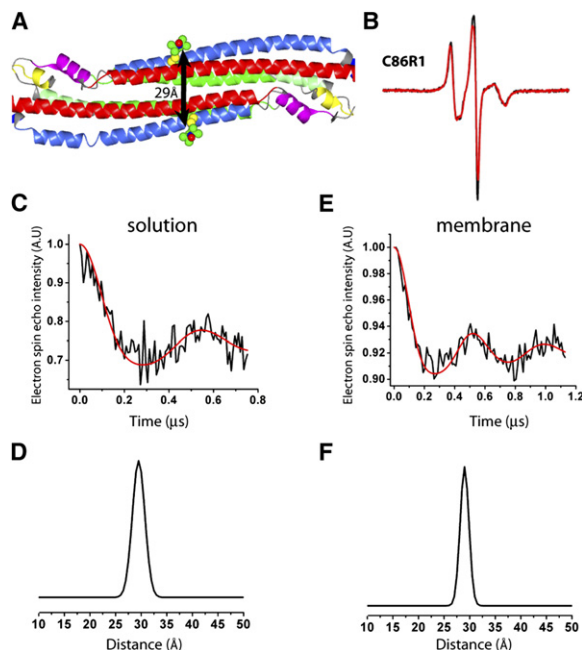 A
29Å
B
C86R1
C
solution
Electron spin echo intensity (A.U)
1.0
0.9
0.8
0.7
0.0 0.2 0.4 0.6 0.8
Time (μs)
E
membrane
Electron spin echo intensity (A.U)
1.00
0.98
0.96
0.94
0.92
0.90
0.0 0.2 0.4 0.6 0.8 1.0 1.2
Time (μs)
D
10 15 20 25 30 35 40 45 50
Distance (Å)
F
10 15 20 25 30 35 40 45 50
Distance (Å)